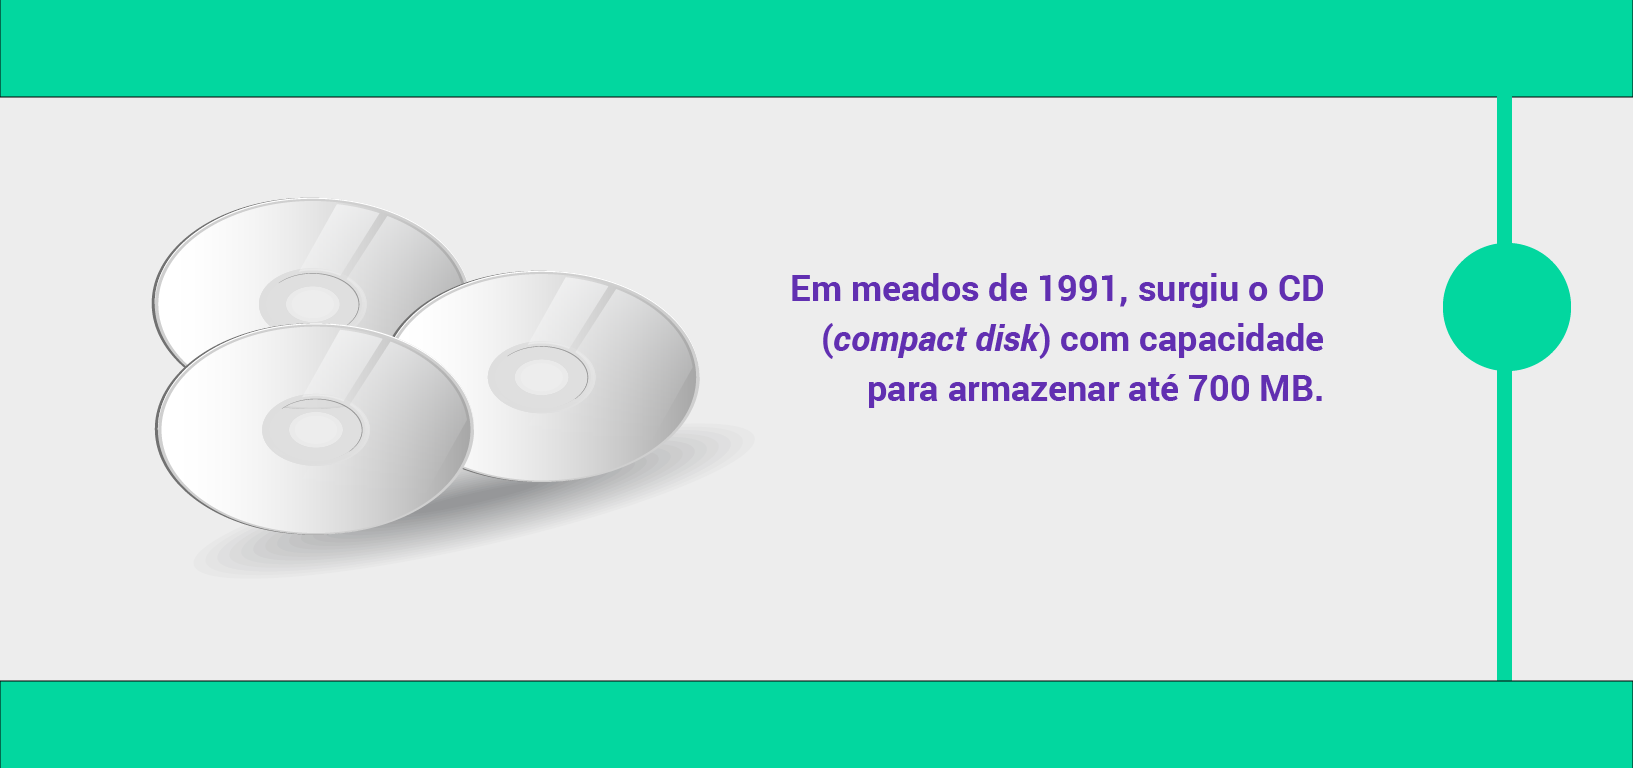 Em meados de 1991, surgiu o CD
(compact disk) com capacidade
para armazenar até 700 MB.